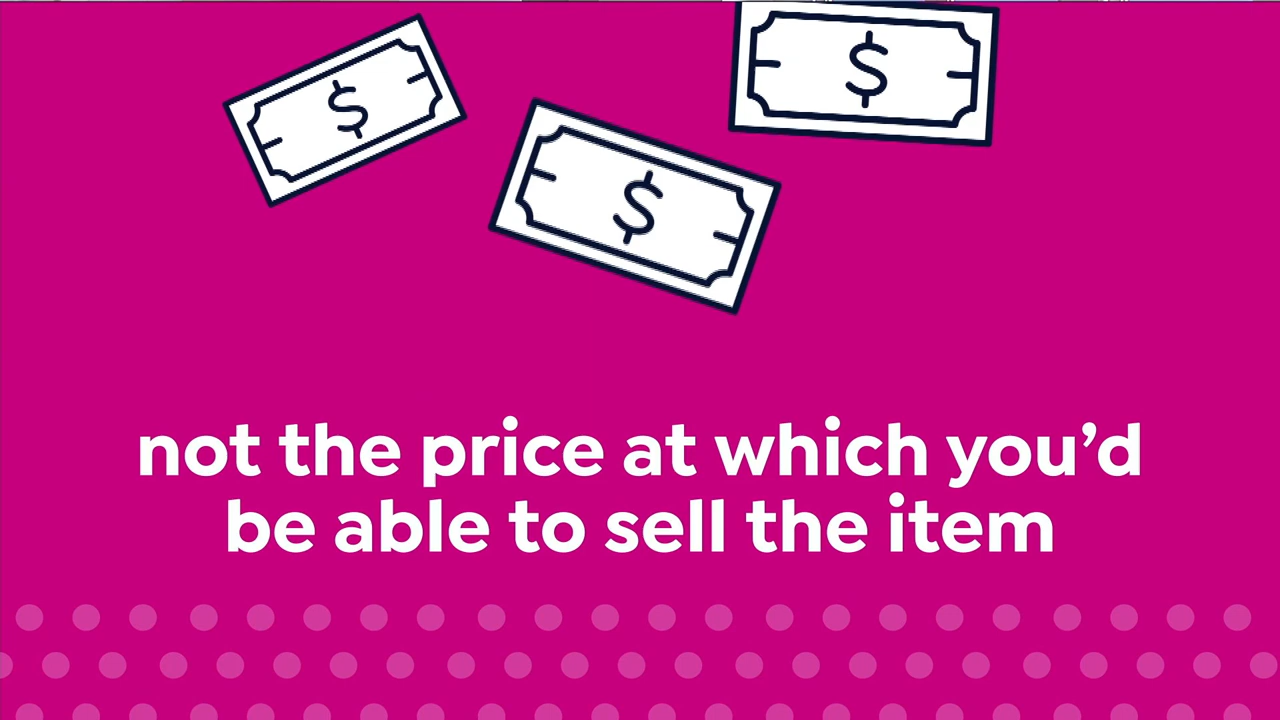 $
$
$
not the price at which you’d
be able to sell the item